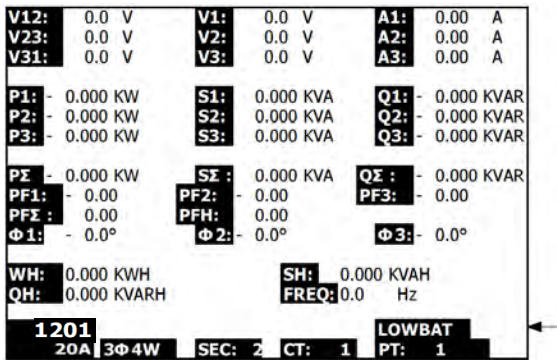 V12: 0.0 V V1: 0.0 V A1: 0.00 A
V23: 0.0 V V2: 0.0 V A2: 0.00 A
V31: 0.0 V V3: 0.0 V A3: 0.00 A
P1: - 0.000 KW S1: 0.000 KVA Q1: - 0.000 KVAR
P2: - 0.000 KW S2: 0.000 KVA Q2: - 0.000 KVAR
P3: - 0.000 KW S3: 0.000 KVA Q3: - 0.000 KVAR
PΣ - 0.000 KW SΣ : 0.000 KVA QΣ : - 0.000 KVAR
PF1: - 0.00 PF2: - 0.00 PF3: - 0.00
PFΣ : 0.00 PFH: 0.00
Φ1: - 0.0° Φ2: - 0.0° Φ3: - 0.0°
WH: 0.000 KWH SH: 0.000 KVAH
QH: 0.000 KVARH FREQ: 0.0 Hz
1201 LOWBAT
20A 3Φ4W SEC: 2 CT: 1 PT: 1